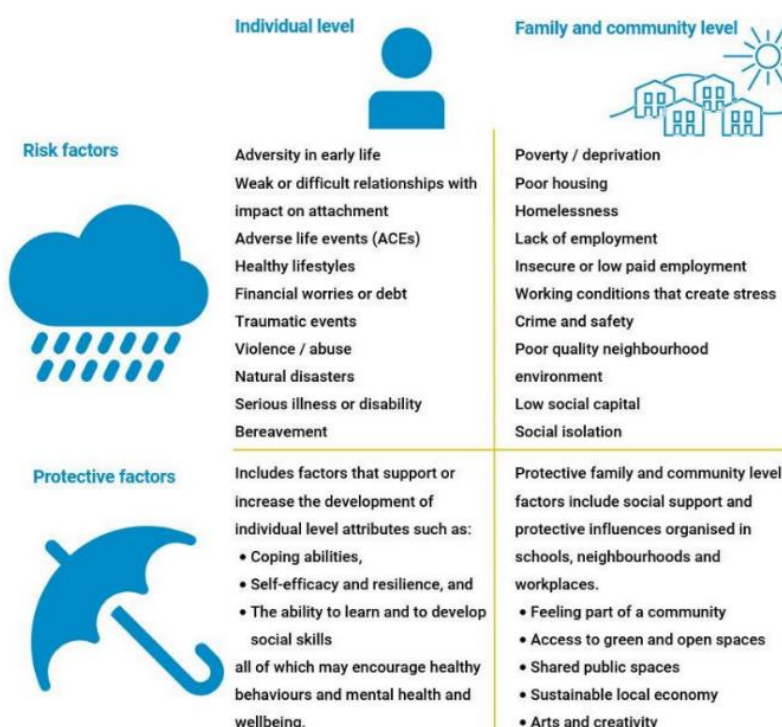 Individual level
Family and community level
Risk factors
Adversity in early life
Weak or difficult relationships with
impact on attachment
Adverse life events (ACEs)
Healthy lifestyles
Financial worries or debt
Traumatic events
Violence / abuse
Natural disasters
Serious illness or disability
Bereavement
Poverty / deprivation
Poor housing
Homelessness
Lack of employment
Insecure or low paid employment
Working conditions that create stress
Crime and safety
Poor quality neighbourhood
environment
Low social capital
Social isolation
Protective factors
Includes factors that support or
increase the development of
individual level attributes such as:
• Coping abilities,
• Self-efficacy and resilience, and
• The ability to learn and to develop
social skills
all of which may encourage healthy
behaviours and mental health and
wellbeing.
Protective family and community level
factors include social support and
protective influences organised in
schools, neighbourhoods and
workplaces.
• Feeling part of a community
• Access to green and open spaces
• Shared public spaces
• Sustainable local economy
• Arts and creativity